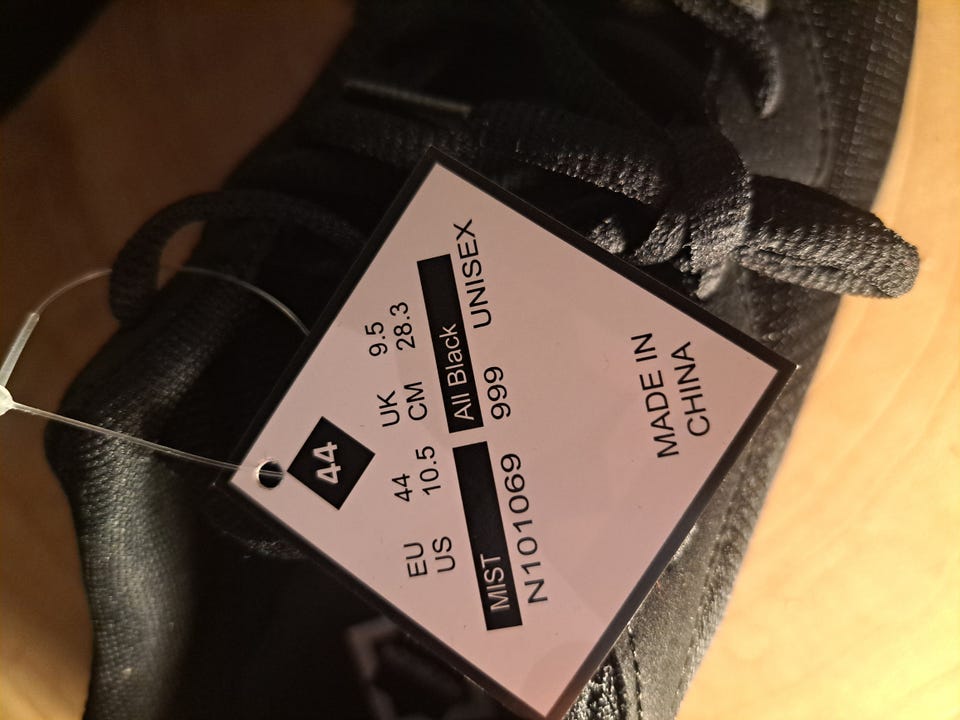 44
EU 44 UK 9.5
US 10.5 CM 28.3
MIST All Black
N101069 999 UNISEX
MADE IN
CHINA